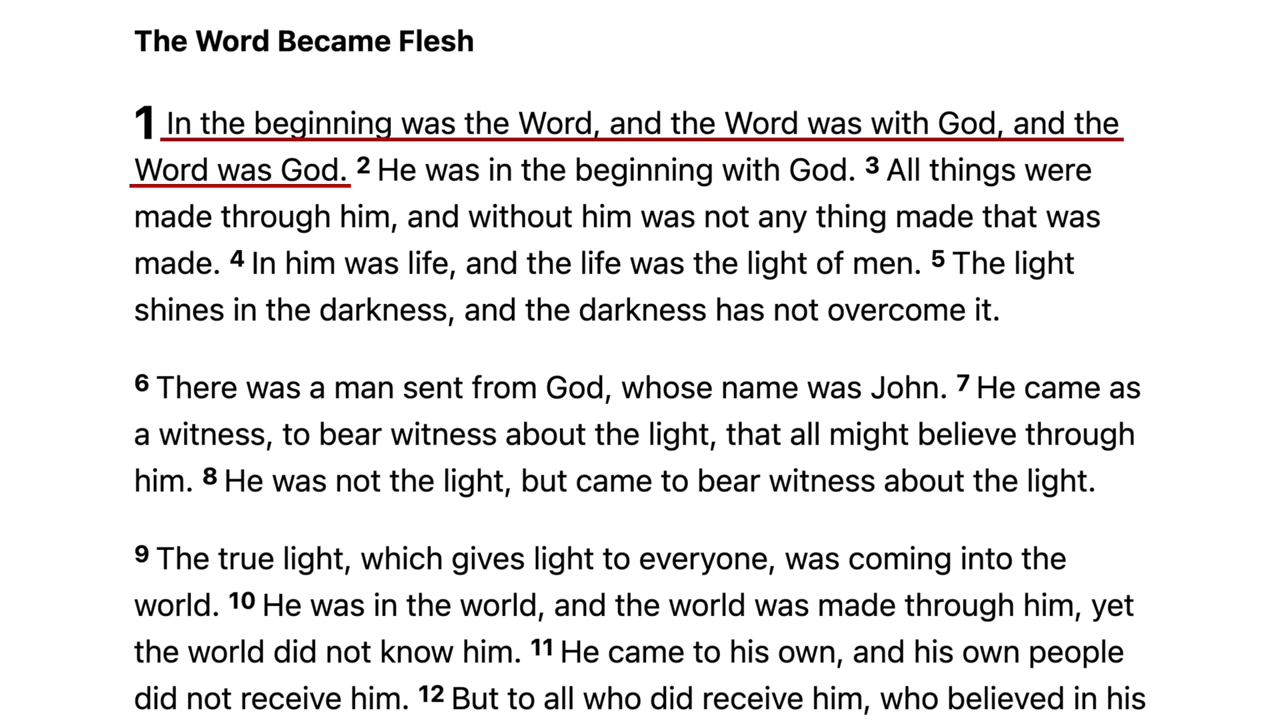 The Word Became Flesh
1 In the beginning was the Word, and the Word was with God, and the
Word was God. 2 He was in the beginning with God. 3 All things were
made through him, and without him was not any thing made that was
made. 4 In him was life, and the life was the light of men. 5 The light
shines in the darkness, and the darkness has not overcome it.
6 There was a man sent from God, whose name was John. 7 He came as
a witness, to bear witness about the light, that all might believe through
him. 8 He was not the light, but came to bear witness about the light.
9 The true light, which gives light to everyone, was coming into the
world. 10 He was in the world, and the world was made through him, yet
the world did not know him. 11 He came to his own, and his own people
did not receive him. 12 But to all who did receive him, who believed in his